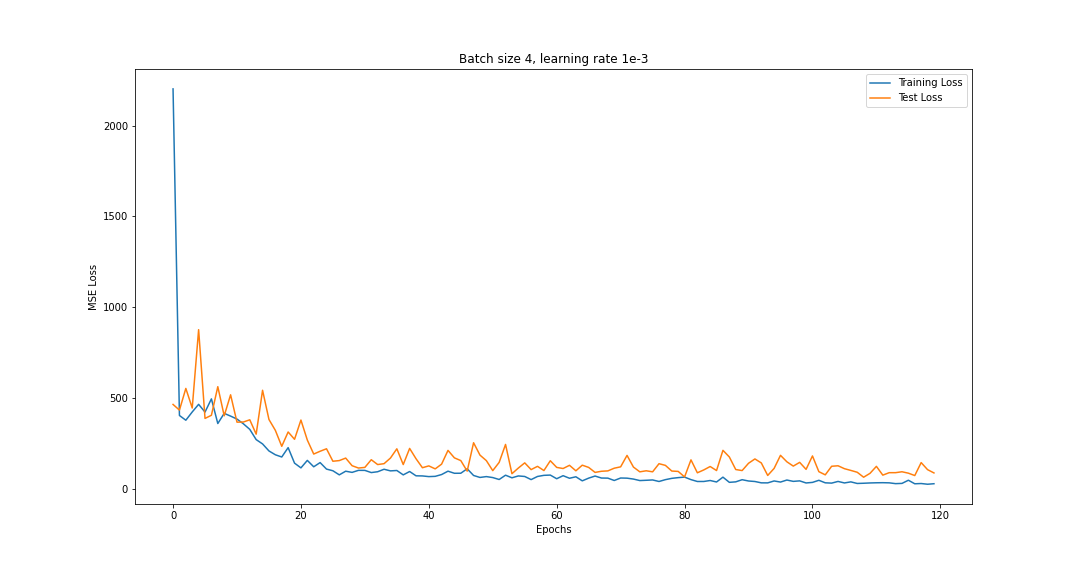 Batch size 4, learning rate 1e-3
Training Loss
Test Loss
2000
1500
1000
500
0
MSE Loss
0 20 40 60 80 100 120
Epochs